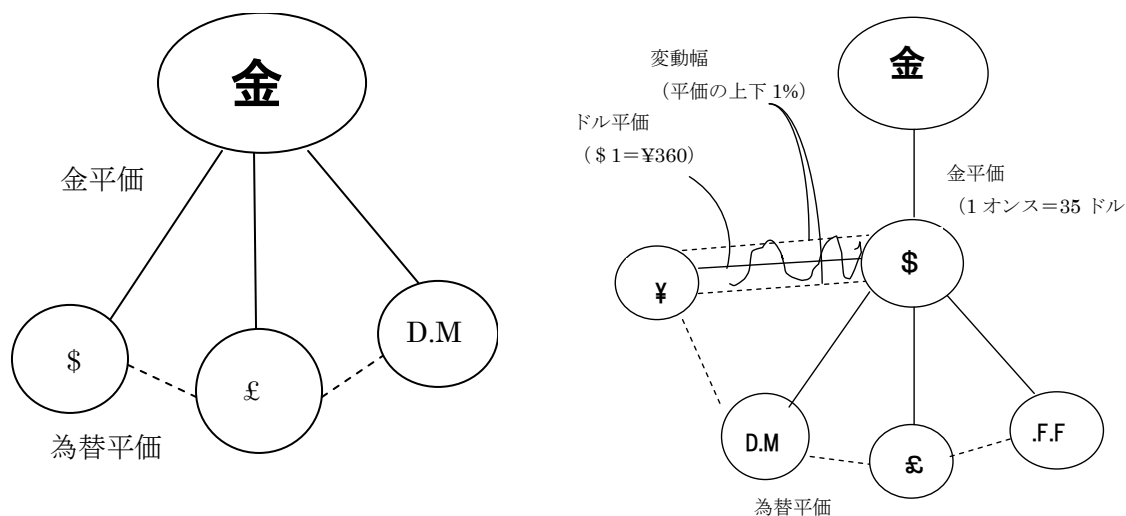 金
金平価
$
£
D.M
為替平価
変動幅
（平価の上下 1%）
ドル平価
（$ 1＝¥360）
金
金平価
（1 オンス＝35 ドル
$
¥
D.M
£
.F.F
為替平価